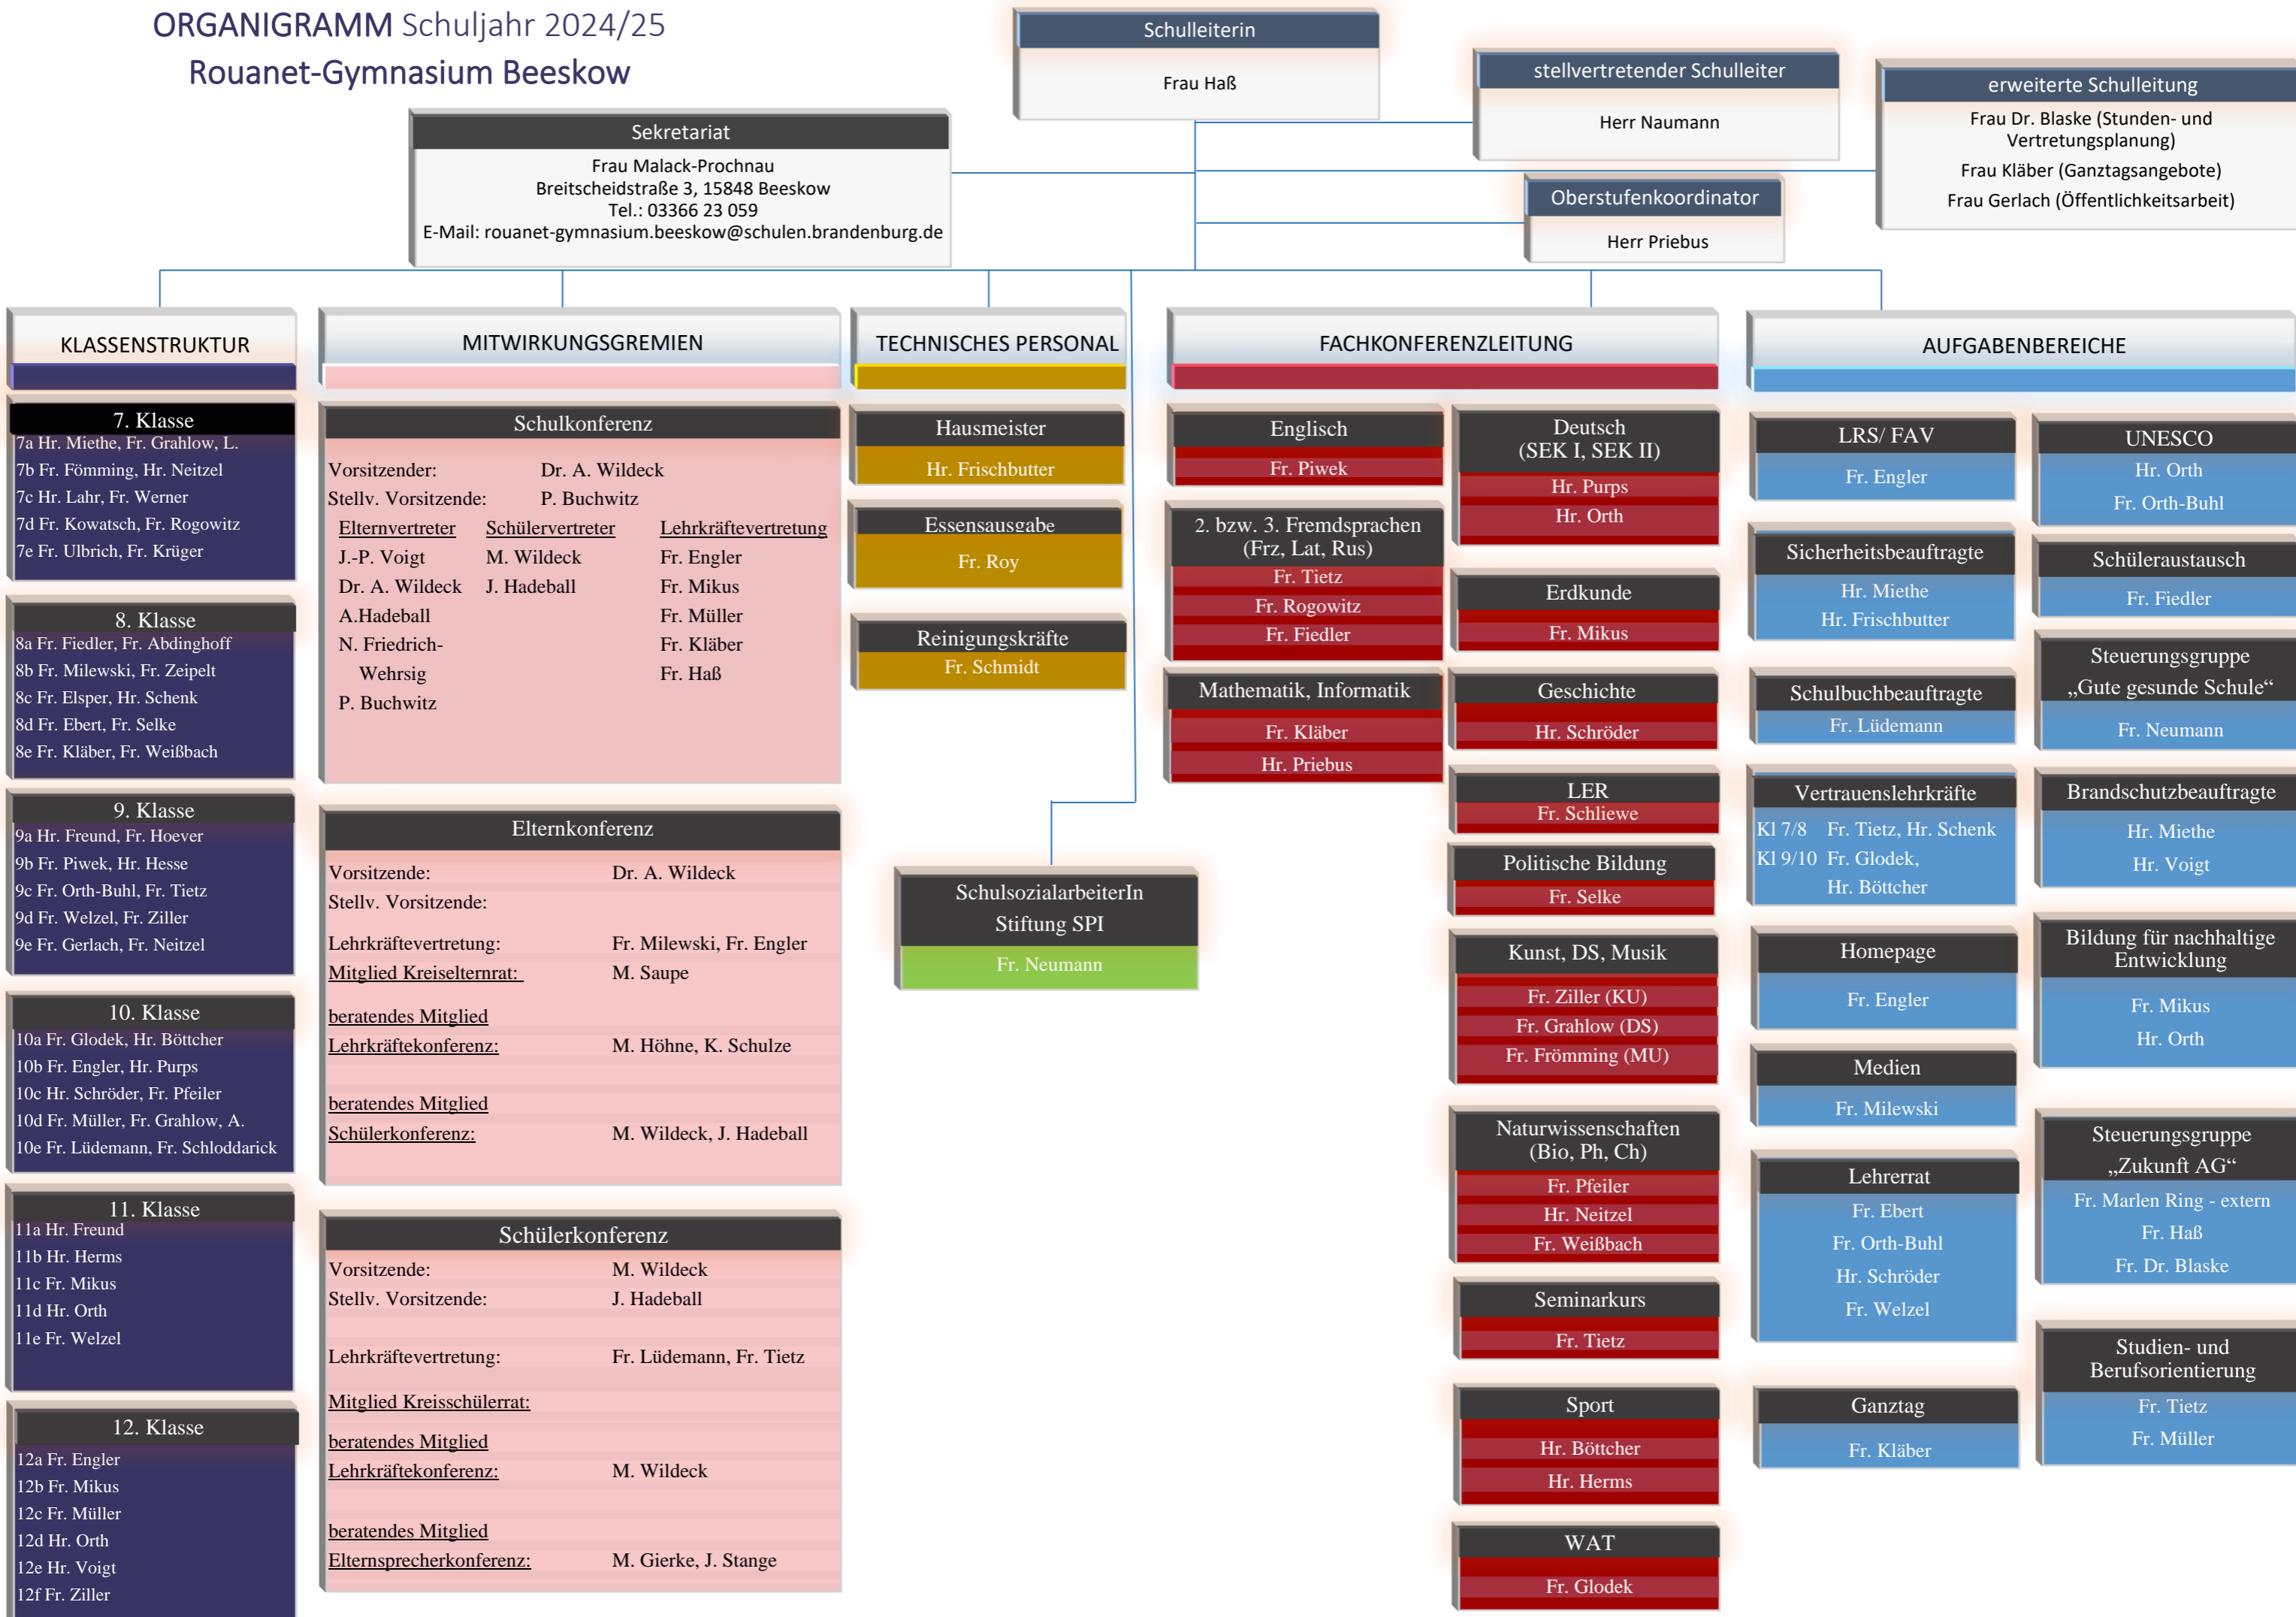 ORGANIGRAMM Schuljahr 2024/25
Rouanet-Gymnasium Beeskow
Schulleiterin
Frau Haß
stellvertretender Schulleiter
Herr Naumann
erweiterte Schulleitung
Frau Dr. Blaske (Stunden- und
Vertretungsplanung)
Frau Kläber (Ganztagsangebote)
Frau Gerlach (Öffentlichkeitsarbeit)
Sekretariat
Frau Malack-Prochnau
Breitscheidstraße 3, 15848 Beeskow
Tel.: 03366 23 059
E-Mail: rouanet-gymnasium.beeskow@schulen.brandenburg.de
Oberstufenkoordinator
Herr Priebus
KLASSENSTRUKTUR
7. Klasse
7a Hr. Miethe, Fr. Grahlow, L.
7b Fr. Fömming, Hr. Neitzel
7c Hr. Lahr, Fr. Werner
7d Fr. Kowatsch, Fr. Rogowitz
7e Fr. Ulbrich, Fr. Krüger
8. Klasse
8a Fr. Fiedler, Fr. Abdinghoff
8b Fr. Milewski, Fr. Zeipelt
8c Fr. Elsper, Hr. Schenk
8d Fr. Ebert, Fr. Selke
8e Fr. Kläber, Fr. Weißbach
9. Klasse
9a Hr. Freund, Fr. Hoever
9b Fr. Piwek, Hr. Hesse
9c Fr. Orth-Buhl, Fr. Tietz
9d Fr. Welzel, Fr. Ziller
9e Fr. Gerlach, Fr. Neitzel
10. Klasse
10a Fr. Glodek, Hr. Böttcher
10b Fr. Engler, Hr. Purps
10c Hr. Schröder, Fr. Pfeiler
10d Fr. Müller, Fr. Grahlow, A.
10e Fr. Lüdemann, Fr. Schloddarick
11. Klasse
11a Hr. Freund
11b Hr. Herms
11c Fr. Mikus
11d Hr. Orth
11e Fr. Welzel
12. Klasse
12a Fr. Engler
12b Fr. Mikus
12c Fr. Müller
12d Hr. Orth
12e Hr. Voigt
12f Fr. Ziller
MITWIRKUNGSGREMIEN
Schulkonferenz
Vorsitzender: Dr. A. Wildeck
Stellv. Vorsitzende: P. Buchwitz
Elternvertreter Schülervertreter Lehrkräftevertretung
J.-P. Voigt M. Wildeck Fr. Engler
Dr. A. Wildeck J. Hadeball Fr. Mikus
A.Hadeball Fr. Müller
N. Friedrich- Fr. Kläber
Wehrsig Fr. Haß
P. Buchwitz
Elternkonferenz
Vorsitzende: Dr. A. Wildeck
Stellv. Vorsitzende:
Lehrkräftevertretung: Fr. Milewski, Fr. Engler
Mitglied Kreiselternrat: M. Saupe
beratendes Mitglied
Lehrkräftekonferenz: M. Höhne, K. Schulze
beratendes Mitglied
Schülerkonferenz: M. Wildeck, J. Hadeball
Schülerkonferenz
Vorsitzende: M. Wildeck
Stellv. Vorsitzende: J. Hadeball
Lehrkräftevertretung: Fr. Lüdemann, Fr. Tietz
Mitglied Kreisschülerrat:
beratendes Mitglied
Lehrkräftekonferenz: M. Wildeck
beratendes Mitglied
Elternsprecherkonferenz: M. Gierke, J. Stange
TECHNISCHES PERSONAL
Hausmeister
Hr. Frischbutter
Essensausgabe
Fr. Roy
Reinigungskräfte
Fr. Schmidt
SchulsozialarbeiterIn
Stiftung SPI
Fr. Neumann
FACHKONFERENZLEITUNG
Englisch
Fr. Piwek
2. bzw. 3. Fremdsprachen
(Frz, Lat, Rus)
Fr. Tietz
Fr. Rogowitz
Fr. Fiedler
Mathematik, Informatik
Fr. Kläber
Hr. Priebus
Deutsch
(SEK I, SEK II)
Hr. Purps
Hr. Orth
Erdkunde
Fr. Mikus
Geschichte
Hr. Schröder
LER
Fr. Schliewe
Politische Bildung
Fr. Selke
Kunst, DS, Musik
Fr. Ziller (KU)
Fr. Grahlow (DS)
Fr. Frömming (MU)
Naturwissenschaften
(Bio, Ph, Ch)
Fr. Pfeiler
Hr. Neitzel
Fr. Weißbach
Seminarkurs
Fr. Tietz
Sport
Hr. Böttcher
Hr. Herms
WAT
Fr. Glodek
AUFGABENBEREICHE
LRS/ FAV
Fr. Engler
Sicherheitsbeauftragte
Hr. Miethe
Hr. Frischbutter
Schulbuchbeauftragte
Fr. Lüdemann
Vertrauenslehrkräfte
Kl 7/8 Fr. Tietz, Hr. Schenk
Kl 9/10 Fr. Glodek,
Hr. Böttcher
Homepage
Fr. Engler
Medien
Fr. Milewski
Lehrerrat
Fr. Ebert
Fr. Orth-Buhl
Hr. Schröder
Fr. Welzel
Ganztag
Fr. Kläber
UNESCO
Hr. Orth
Fr. Orth-Buhl
Schüleraustausch
Fr. Fiedler
Steuerungsgruppe
„Gute gesunde Schule“
Fr. Neumann
Brandschutzbeauftragte
Hr. Miethe
Hr. Voigt
Bildung für nachhaltige
Entwicklung
Fr. Mikus
Hr. Orth
Steuerungsgruppe
„Zukunft AG“
Fr. Marlen Ring - extern
Fr. Haß
Fr. Dr. Blaske
Studien- und
Berufsorientierung
Fr. Tietz
Fr. Müller